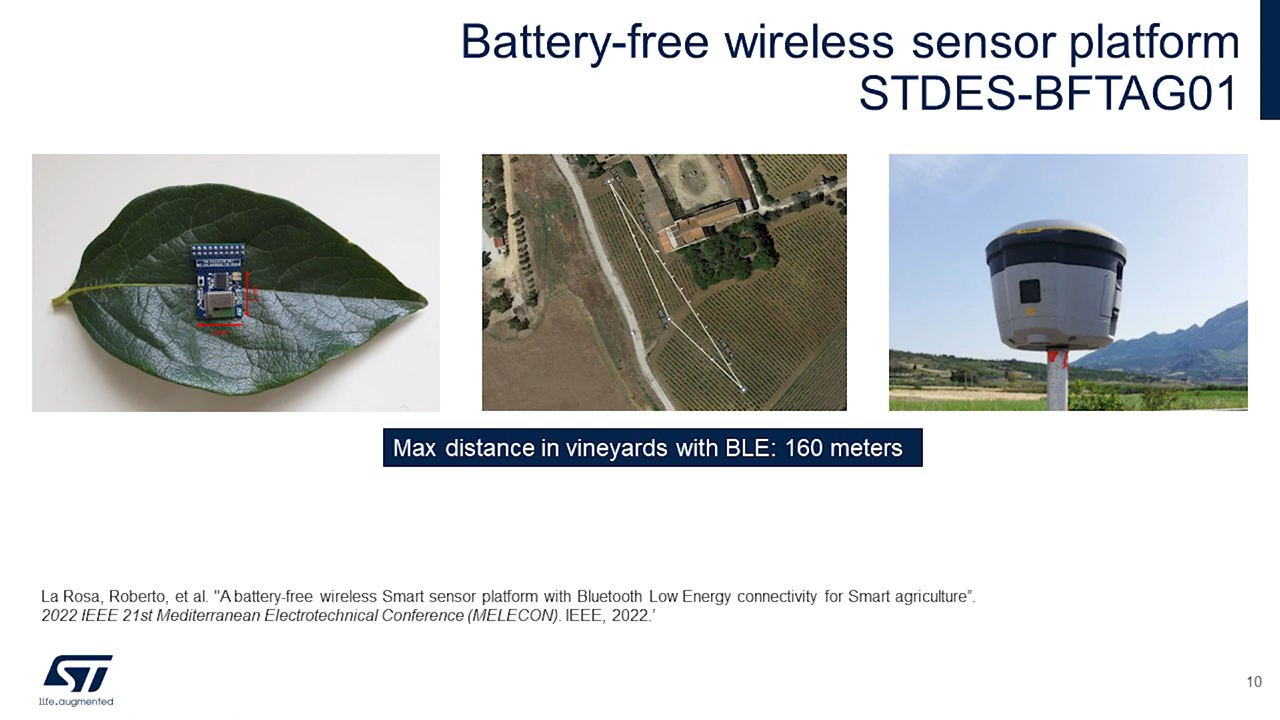 Battery-free wireless sensor platform
STDES-BFTAG01
Max distance in vineyards with BLE: 160 meters
La Rosa, Roberto, et al. "A battery-free wireless Smart sensor platform with Bluetooth Low Energy connectivity for Smart agriculture”.
2022 IEEE 21st Mediterranean Electrotechnical Conference (MELECON). IEEE, 2022.’
ST
life.augmented
10